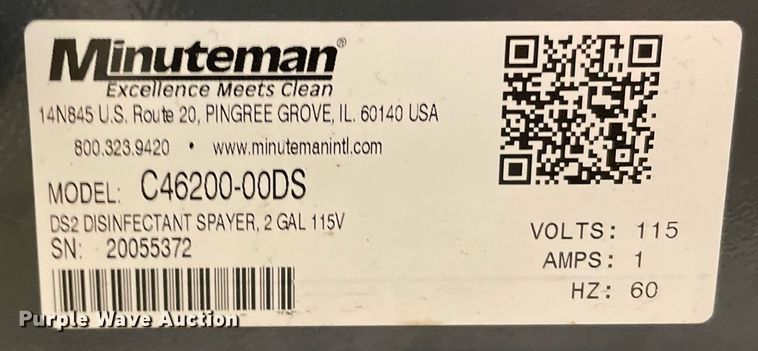 Minuteman®
Excellence Meets Clean
14N845 U.S. Route 20, PINGREE GROVE, IL. 60140 USA
800.323.9420 • www.minutemanintl.com
MODEL: C46200-00DS
DS2 DISINFECTANT SPAYER, 2 GAL 115V
SN: 20055372
VOLTS: 115
AMPS: 1
HZ: 60
Purple Wave Auction